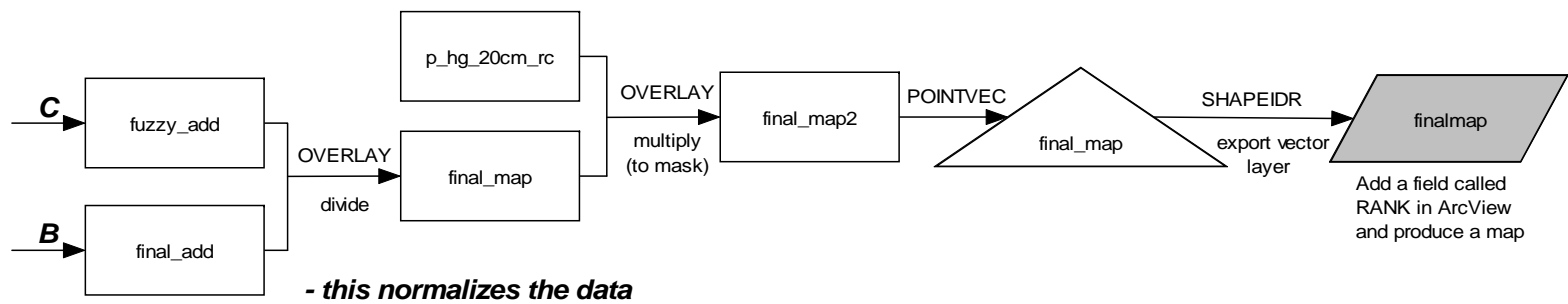 C
fuzzy_add
B
final_add
OVERLAY
divide
- this normalizes the data
p_hg_20cm_rc
final_map
OVERLAY
multiply
(to mask)
final_map2
POINTVEC
final_map
SHAPEIDR
export vector
layer
finalmap
Add a field called
RANK in ArcView
and produce a map